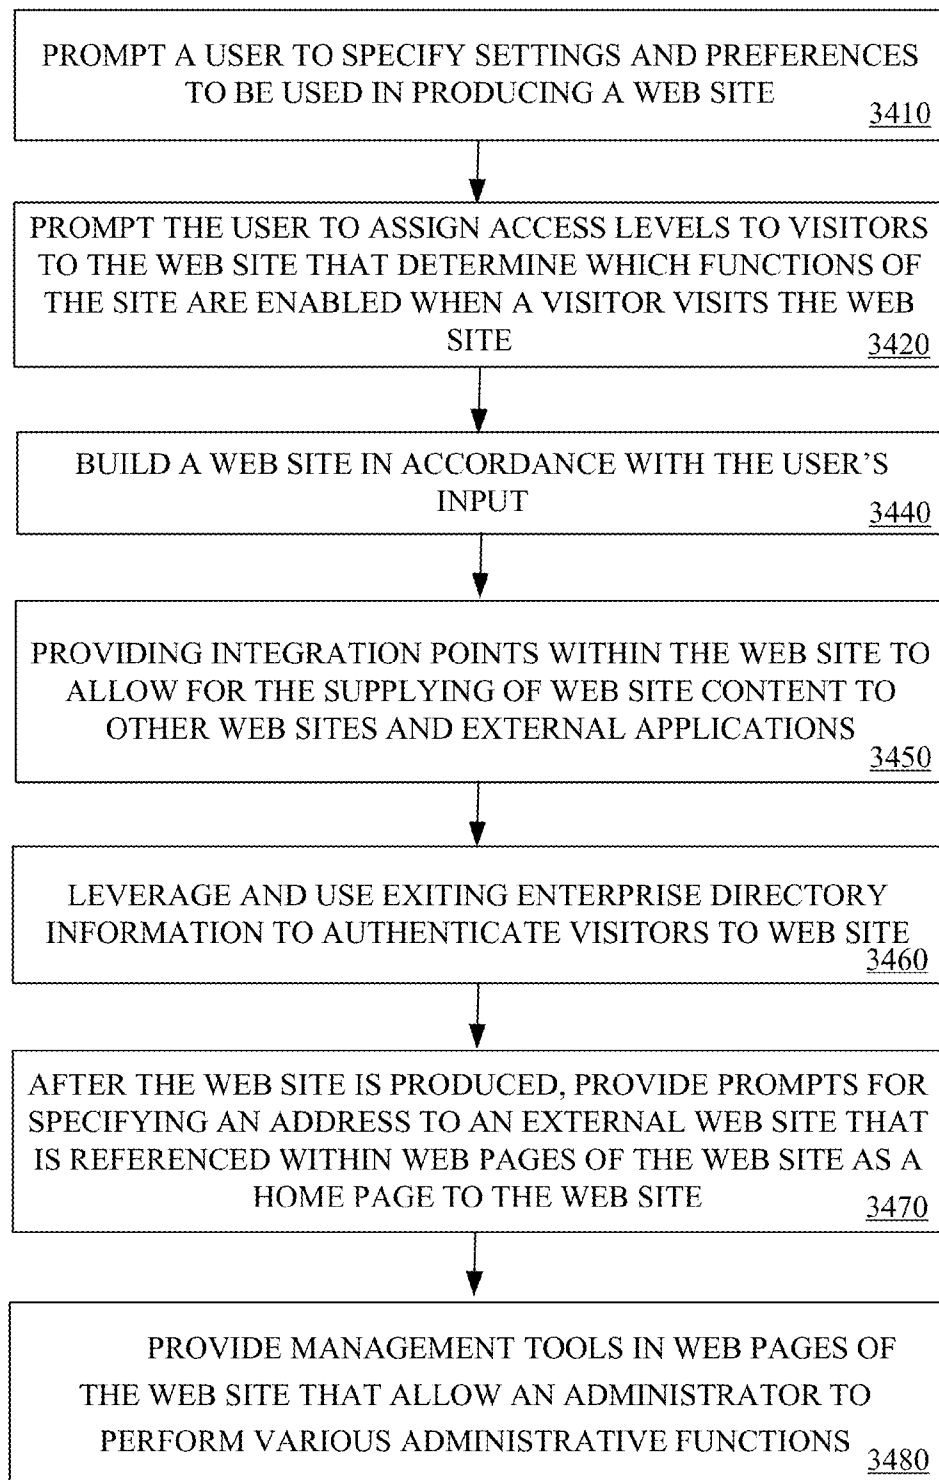 PROMPT A USER TO SPECIFY SETTINGS AND PREFERENCES
TO BE USED IN PRODUCING A WEB SITE
3410
PROMPT THE USER TO ASSIGN ACCESS LEVELS TO VISITORS
TO THE WEB SITE THAT DETERMINE WHICH FUNCTIONS OF
THE SITE ARE ENABLED WHEN A VISITOR VISITS THE WEB
SITE
3420
BUILD A WEB SITE IN ACCORDANCE WITH THE USER'S
INPUT
3440
PROVIDING INTEGRATION POINTS WITHIN THE WEB SITE TO
ALLOW FOR THE SUPPLYING OF WEB SITE CONTENT TO
OTHER WEB SITES AND EXTERNAL APPLICATIONS
3450
LEVERAGE AND USE EXITING ENTERPRISE DIRECTORY
INFORMATION TO AUTHENTICATE VISITORS TO WEB SITE
3460
AFTER THE WEB SITE IS PRODUCED, PROVIDE PROMPTS FOR
SPECIFYING AN ADDRESS TO AN EXTERNAL WEB SITE THAT
IS REFERENCED WITHIN WEB PAGES OF THE WEB SITE AS A
HOME PAGE TO THE WEB SITE
3470
PROVIDE MANAGEMENT TOOLS IN WEB PAGES OF
THE WEB SITE THAT ALLOW AN ADMINISTRATOR TO
PERFORM VARIOUS ADMINISTRATIVE FUNCTIONS
3480